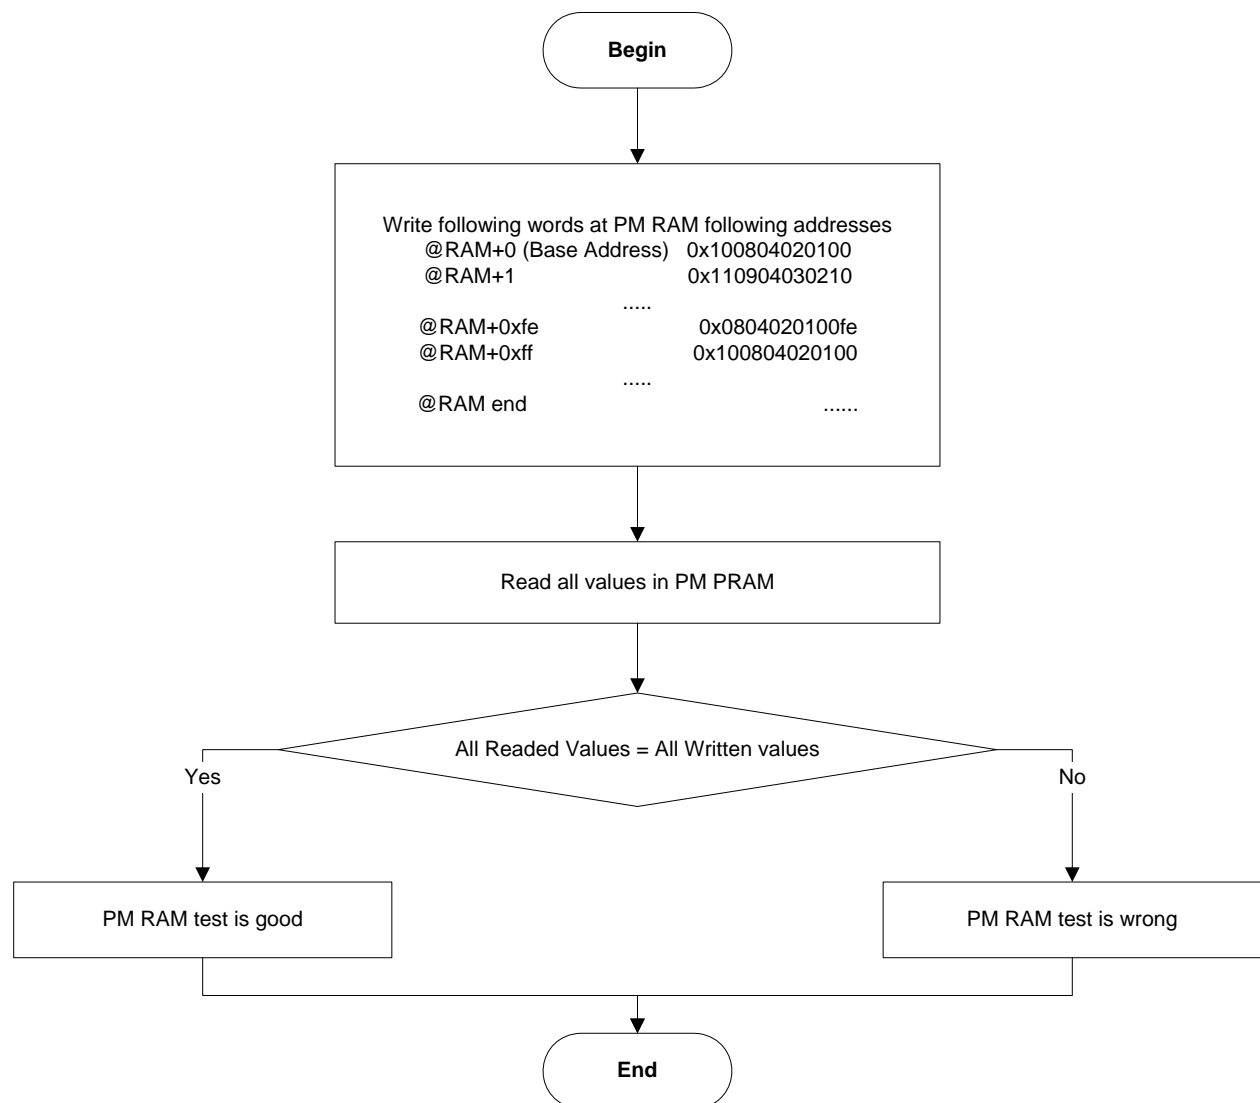 Begin
Write following words at PM RAM following addresses
@RAM+0 (Base Address) 0x100804020100
@RAM+1 0x110904030210
.....
@RAM+0xfe 0x0804020100fe
@RAM+0xff 0x100804020100
.....
@RAM end ......
Read all values in PM PRAM
All Readed Values = All Written values
Yes
No
PM RAM test is good
PM RAM test is wrong
End